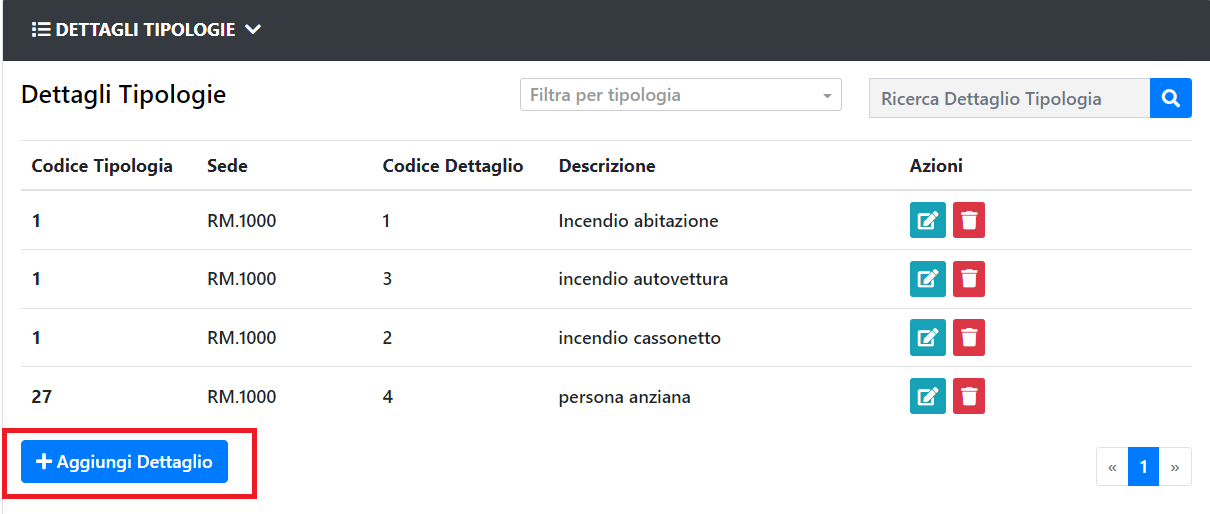 DETTAGLI TIPOLOGIE
Dettagli Tipologie
Filtra per tipologia
Ricerca Dettaglio Tipologia
Codice Tipologia Sede Codice Dettaglio Descrizione Azioni
1 RM.1000 1 Incendio abitazione
1 RM.1000 3 incendio autovettura
1 RM.1000 2 incendio cassonetto
27 RM.1000 4 persona anziana
+ Aggiungi Dettaglio
« 1 »